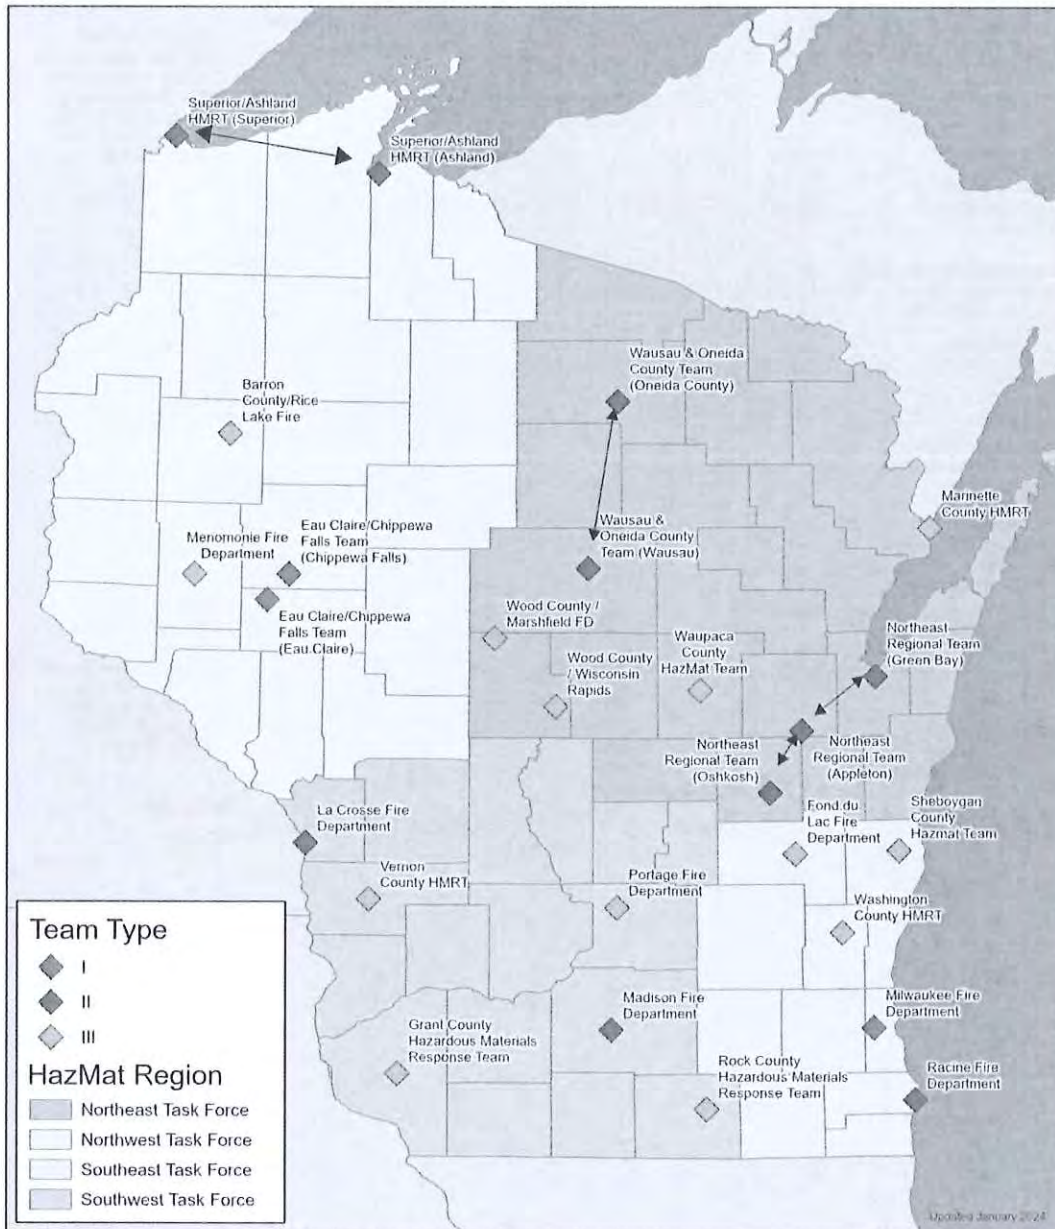 Superior/Ashland
HMRT (Superior)
Superior/Ashland
HMRT (Ashland)
Wausau & Oneida
County Team
(Oneida County)
Barron
County/Rice
Lake Fire
Marinette
County HMRT
Wausau &
Oneida County
Team (Wausau)
Eau Claire/Chippewa
Falls Team
(Chippewa Falls)
Menomonie Fire
Department
Eau Claire/Chippewa
Falls Team
(Eau Claire)
Wood County /
Marshfield FD
Waupaca
County
HazMat Team
Northeast
Regional Team
(Green Bay)
Wood County
/ Wisconsin
Rapids
Northeast
Regional Team
(Oshkosh)
Northeast
Regional Team
(Appleton)
La Crosse Fire
Department
Fond du
Lac Fire
Department
Sheboygan
County
Hazmat Team
Vernon
County HMRT
Portage Fire
Department
Washington
County HMRT
Madison Fire
Department
Milwaukee Fire
Department
Grant County
Hazardous Materials
Response Team
Rock County
Hazardous Materials
Response Team
Racine Fire
Department
Team Type
I
II
III
HazMat Region
Northeast Task Force
Northwest Task Force
Southeast Task Force
Southwest Task Force
Updated January 2024